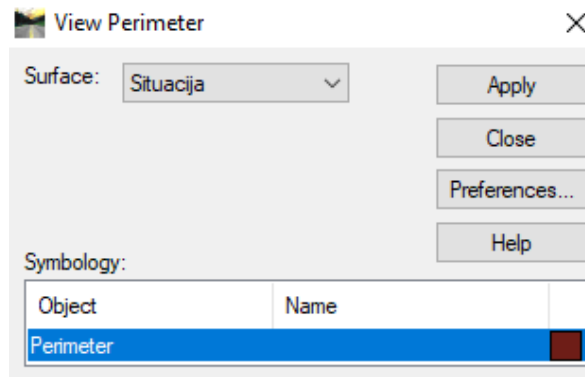 View Perimeter
Surface: Situacija
Apply
Close
Preferences...
Help
Symbology:
Object Name
Perimeter